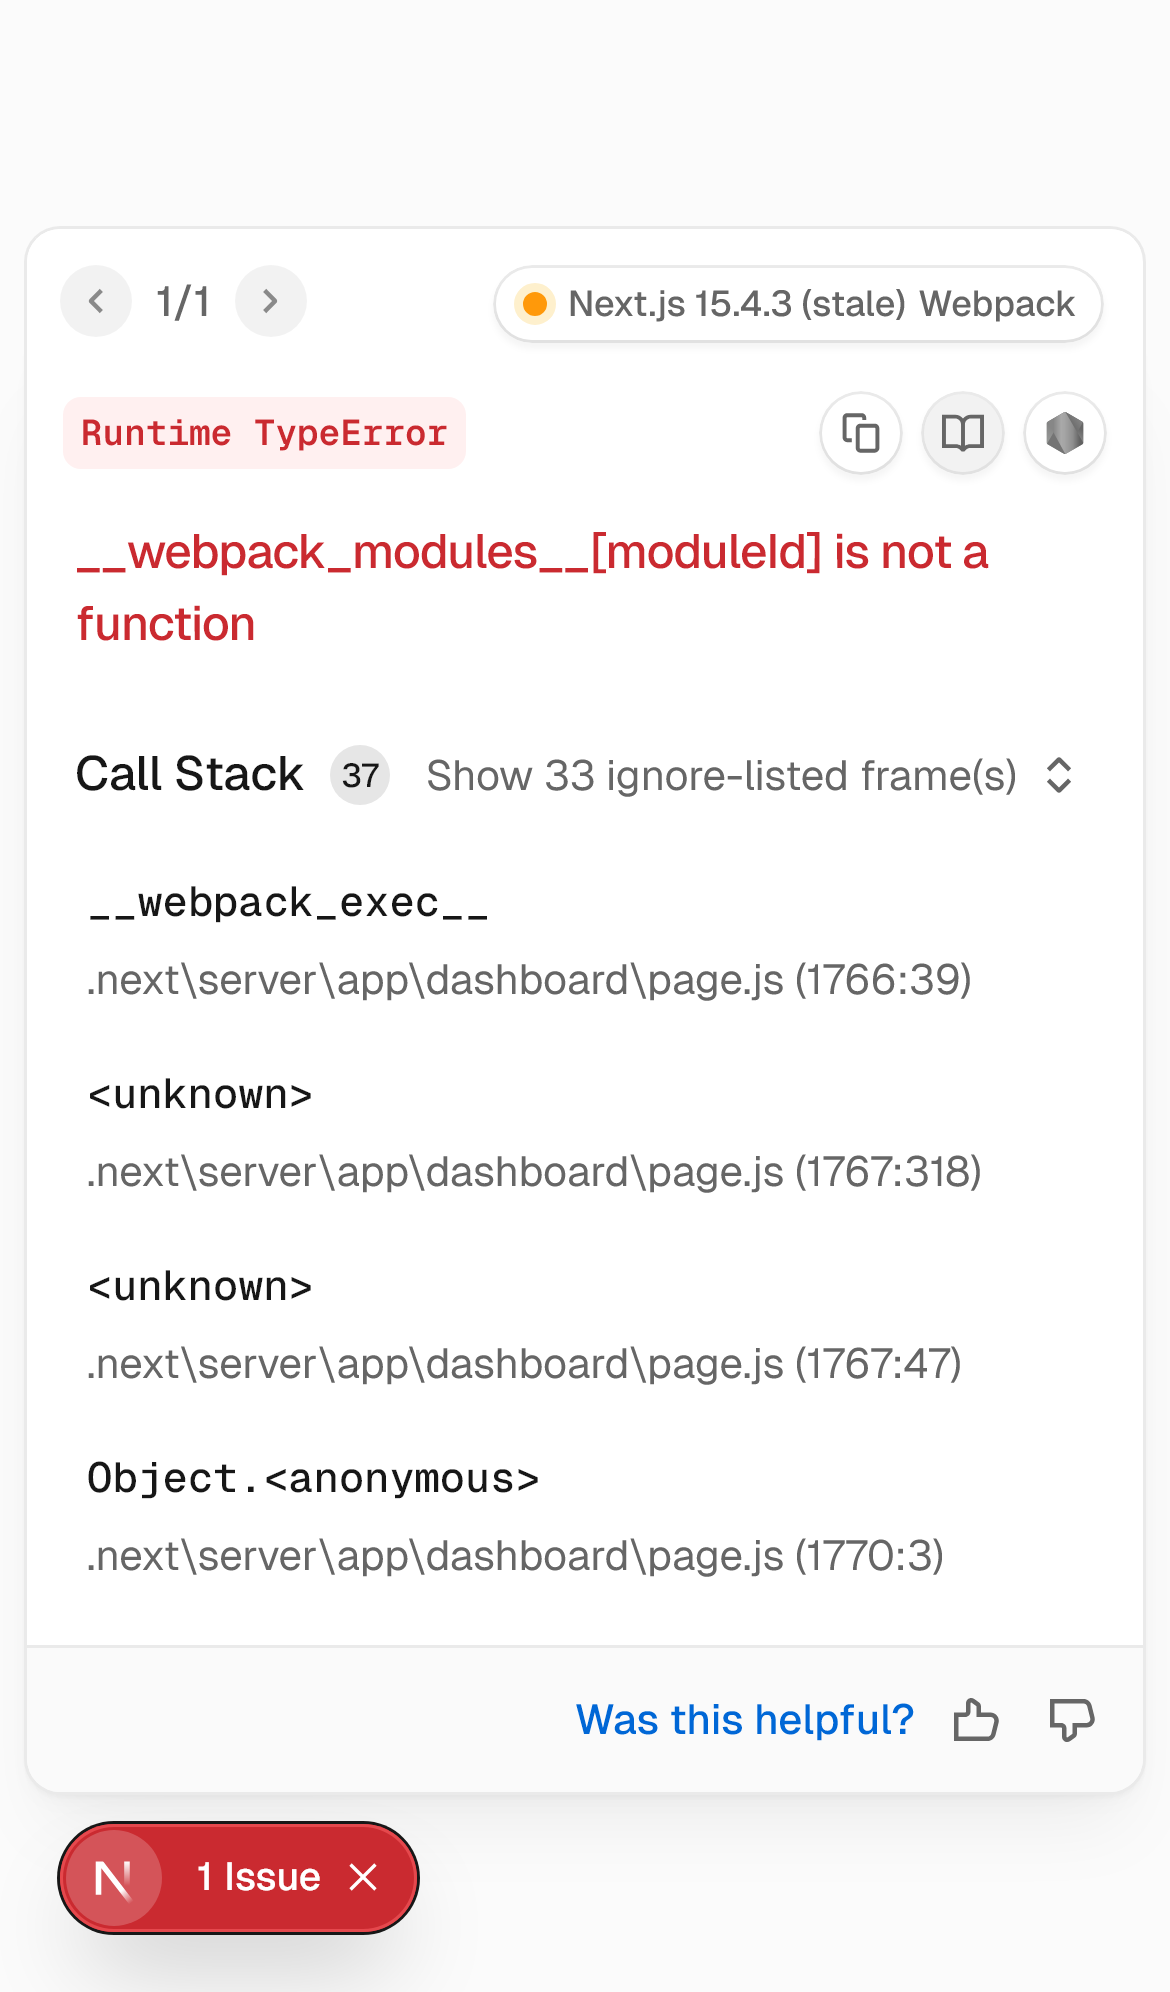 1/1
Next.js 15.4.3 (stale) Webpack
Runtime TypeError
__webpack_modules__[moduleId] is not a
function
Call Stack 37 Show 33 ignore-listed frame(s)
__webpack_exec__
.next\server\app\dashboard\page.js (1766:39)
<unknown>
.next\server\app\dashboard\page.js (1767:318)
<unknown>
.next\server\app\dashboard\page.js (1767:47)
Object.<anonymous>
.next\server\app\dashboard\page.js (1770:3)
Was this helpful?
N 1 Issue